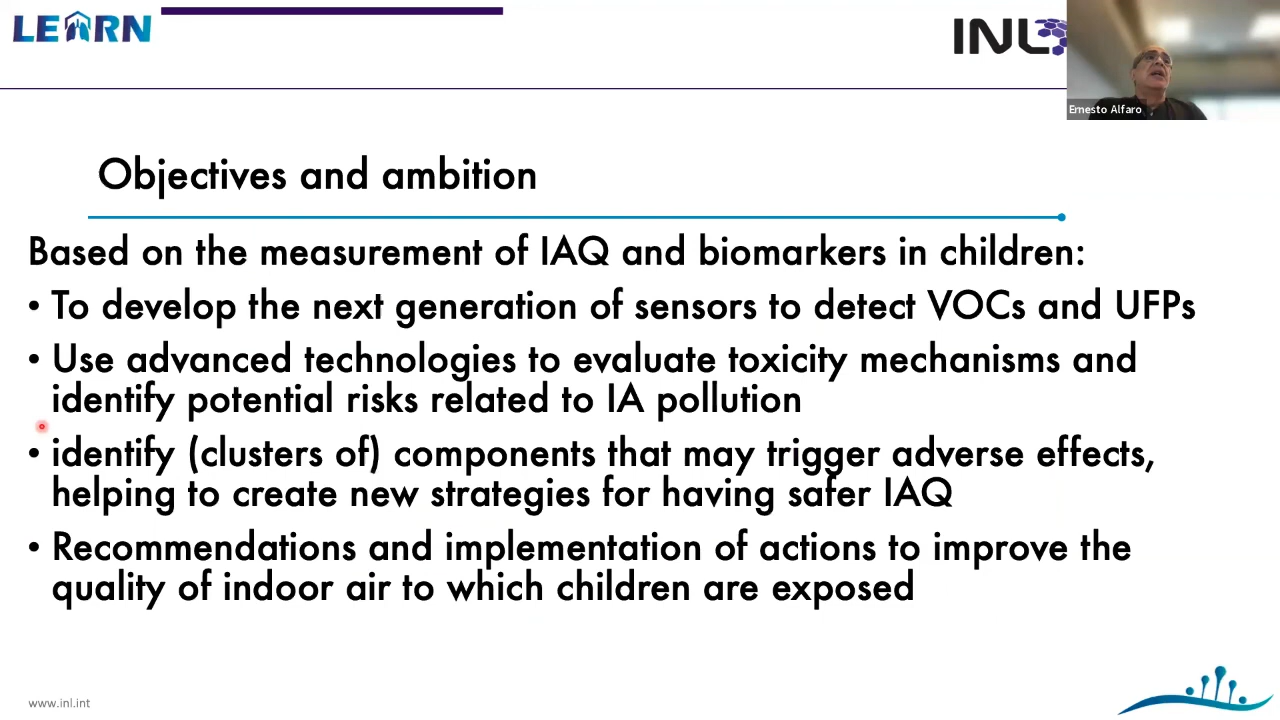 LEARN
INL
Ernesto Alfaro
Objectives and ambition
Based on the measurement of IAQ and biomarkers in children:
• To develop the next generation of sensors to detect VOCs and UFPs
• Use advanced technologies to evaluate toxicity mechanisms and
identify potential risks related to IA pollution
• identify (clusters of) components that may trigger adverse effects,
helping to create new strategies for having safer IAQ
• Recommendations and implementation of actions to improve the
quality of indoor air to which children are exposed
www.inl.int